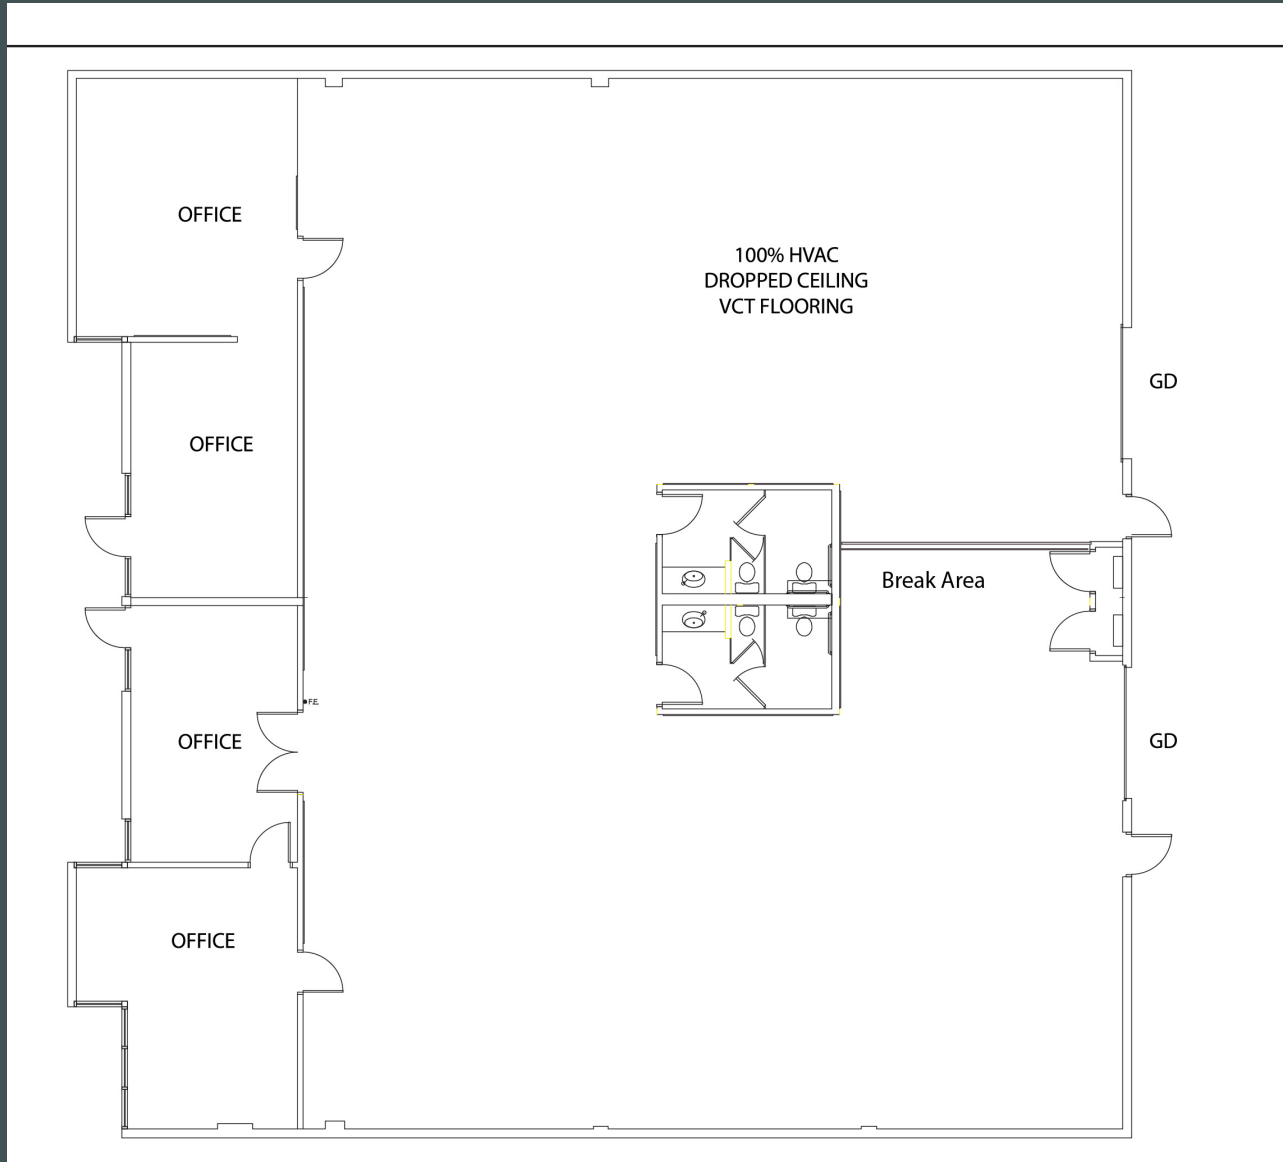 OFFICE
100% HVAC
DROPPED CEILING
VCT FLOORING
GD
OFFICE
Break Area
F.E.
OFFICE
GD
OFFICE